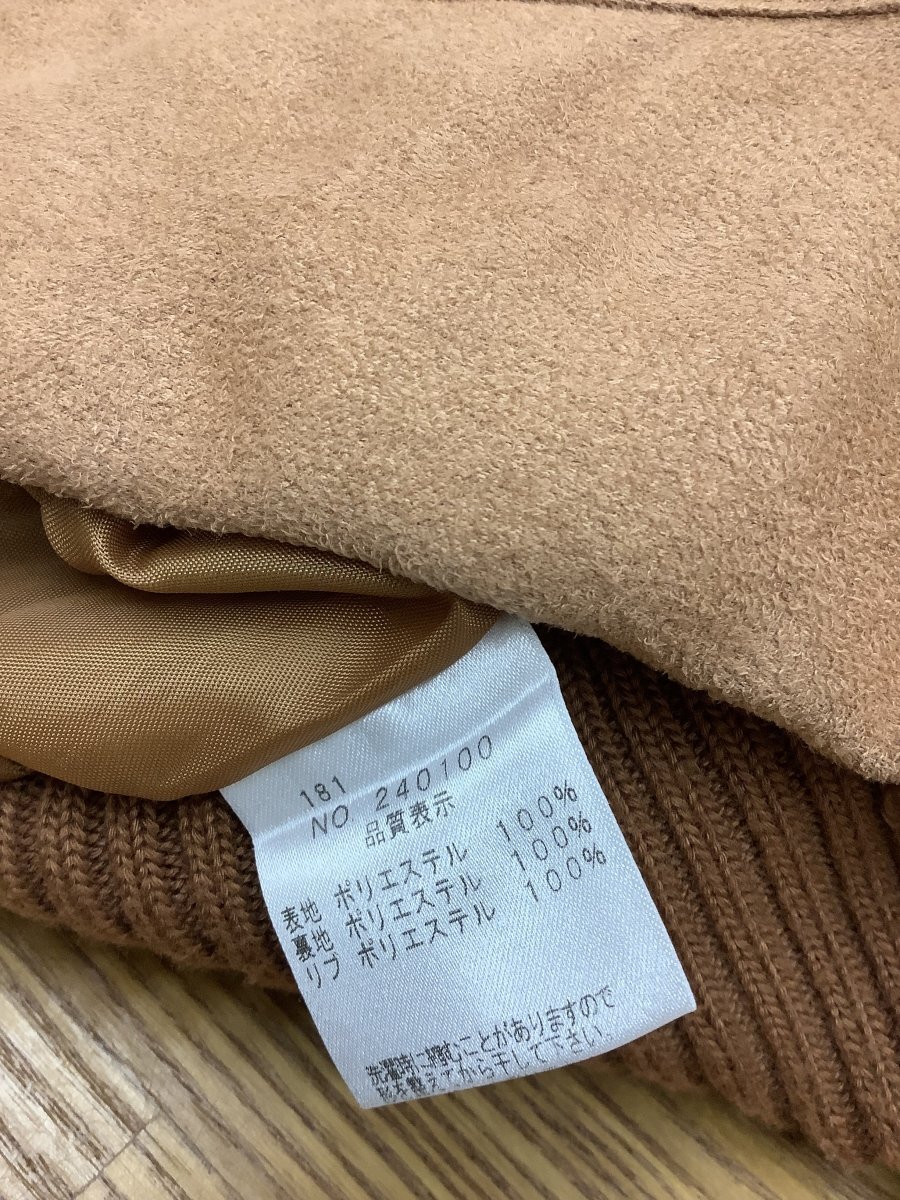 181
NO. 240100
品質表示
表地 ポリエステル 100%
裏地 ポリエステル 100%
リブ ポリエステル 100%
洗濯時に縮むことがありますので
形を整えてから干して下さい。